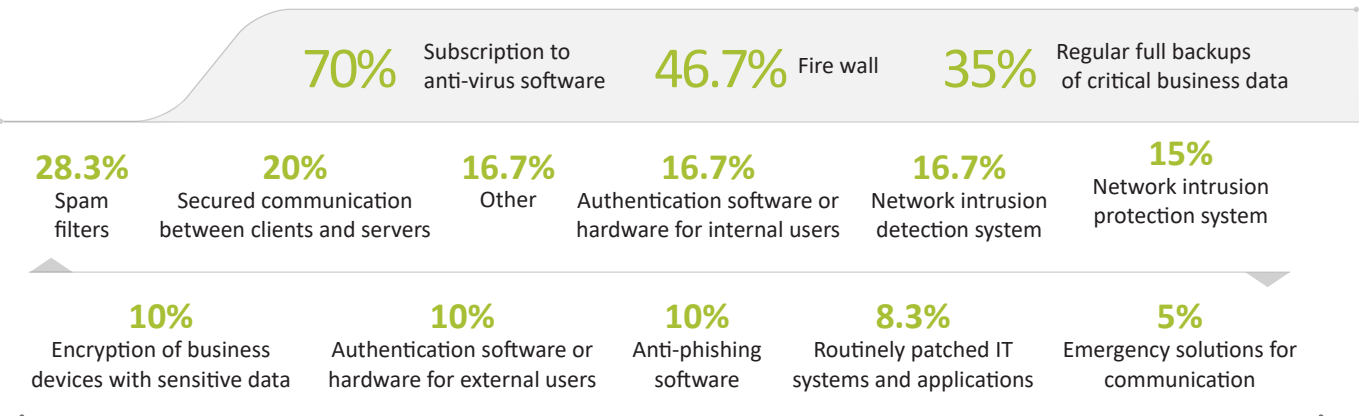 70% Subscription to
anti-virus software
46.7% Fire wall
35% Regular full backups
of critical business data
28.3%
Spam
filters
20%
Secured communication
between clients and servers
16.7%
Other
16.7%
Authentication software or
hardware for internal users
16.7%
Network intrusion
detection system
15%
Network intrusion
protection system
10%
Encryption of business
devices with sensitive data
10%
Authentication software or
hardware for external users
10%
Anti-phishing
software
8.3%
Routinely patched IT
systems and applications
5%
Emergency solutions for
communication